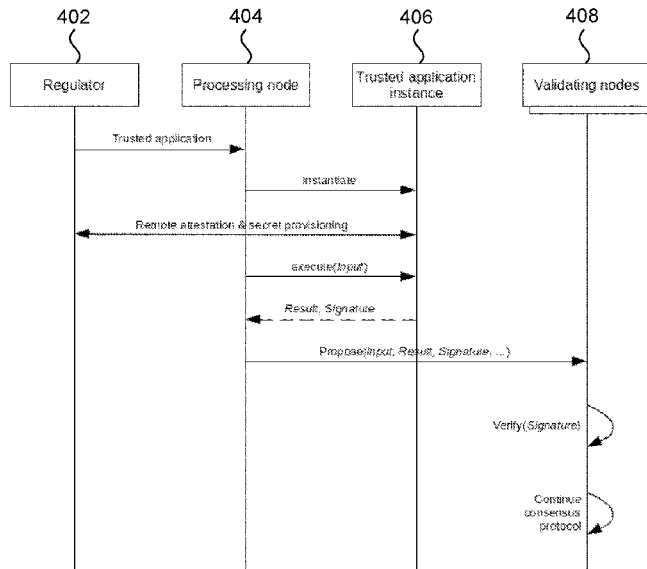 402
404
406
408
Regulator
Processing node
Trusted application
instance
Validating nodes
Trusted application
Instantiate
Remote attestation & secret provisioning
execute(Input)
Result, Signature
Propose(Input, Result, Signature, ...)
Verify(Signature)
Continue
consensus
protocol